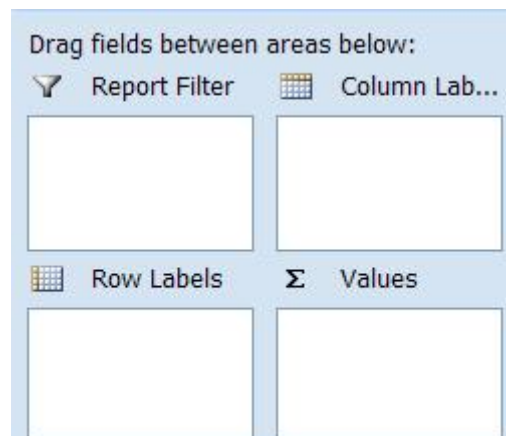 Drag fields between areas below:
Report Filter
Column Lab...
Row Labels
Σ Values